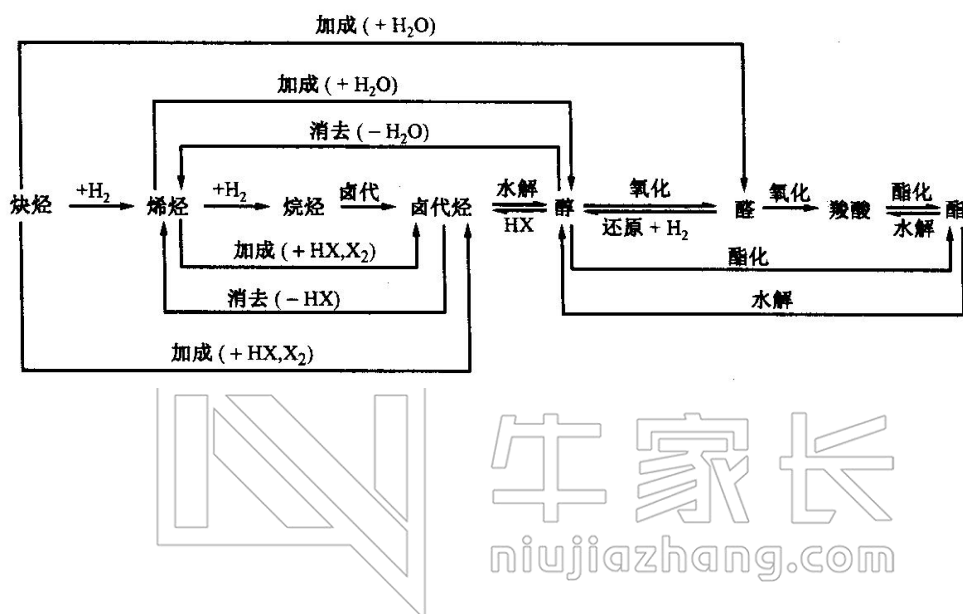 加成 ( + H₂O)
加成 ( + H₂O)
消去 ( − H₂O)
炔烃 +H₂ 烯烃 +H₂ 烷烃 卤代 卤代烃 水解 HX 醇 氧化 还原 + H₂ 醛 氧化 羧酸 酯化 水解 酯
加成 ( + HX,X₂)
酯化
消去 ( − HX)
水解
加成 ( + HX,X₂)
牛家长
niujiazhang.com